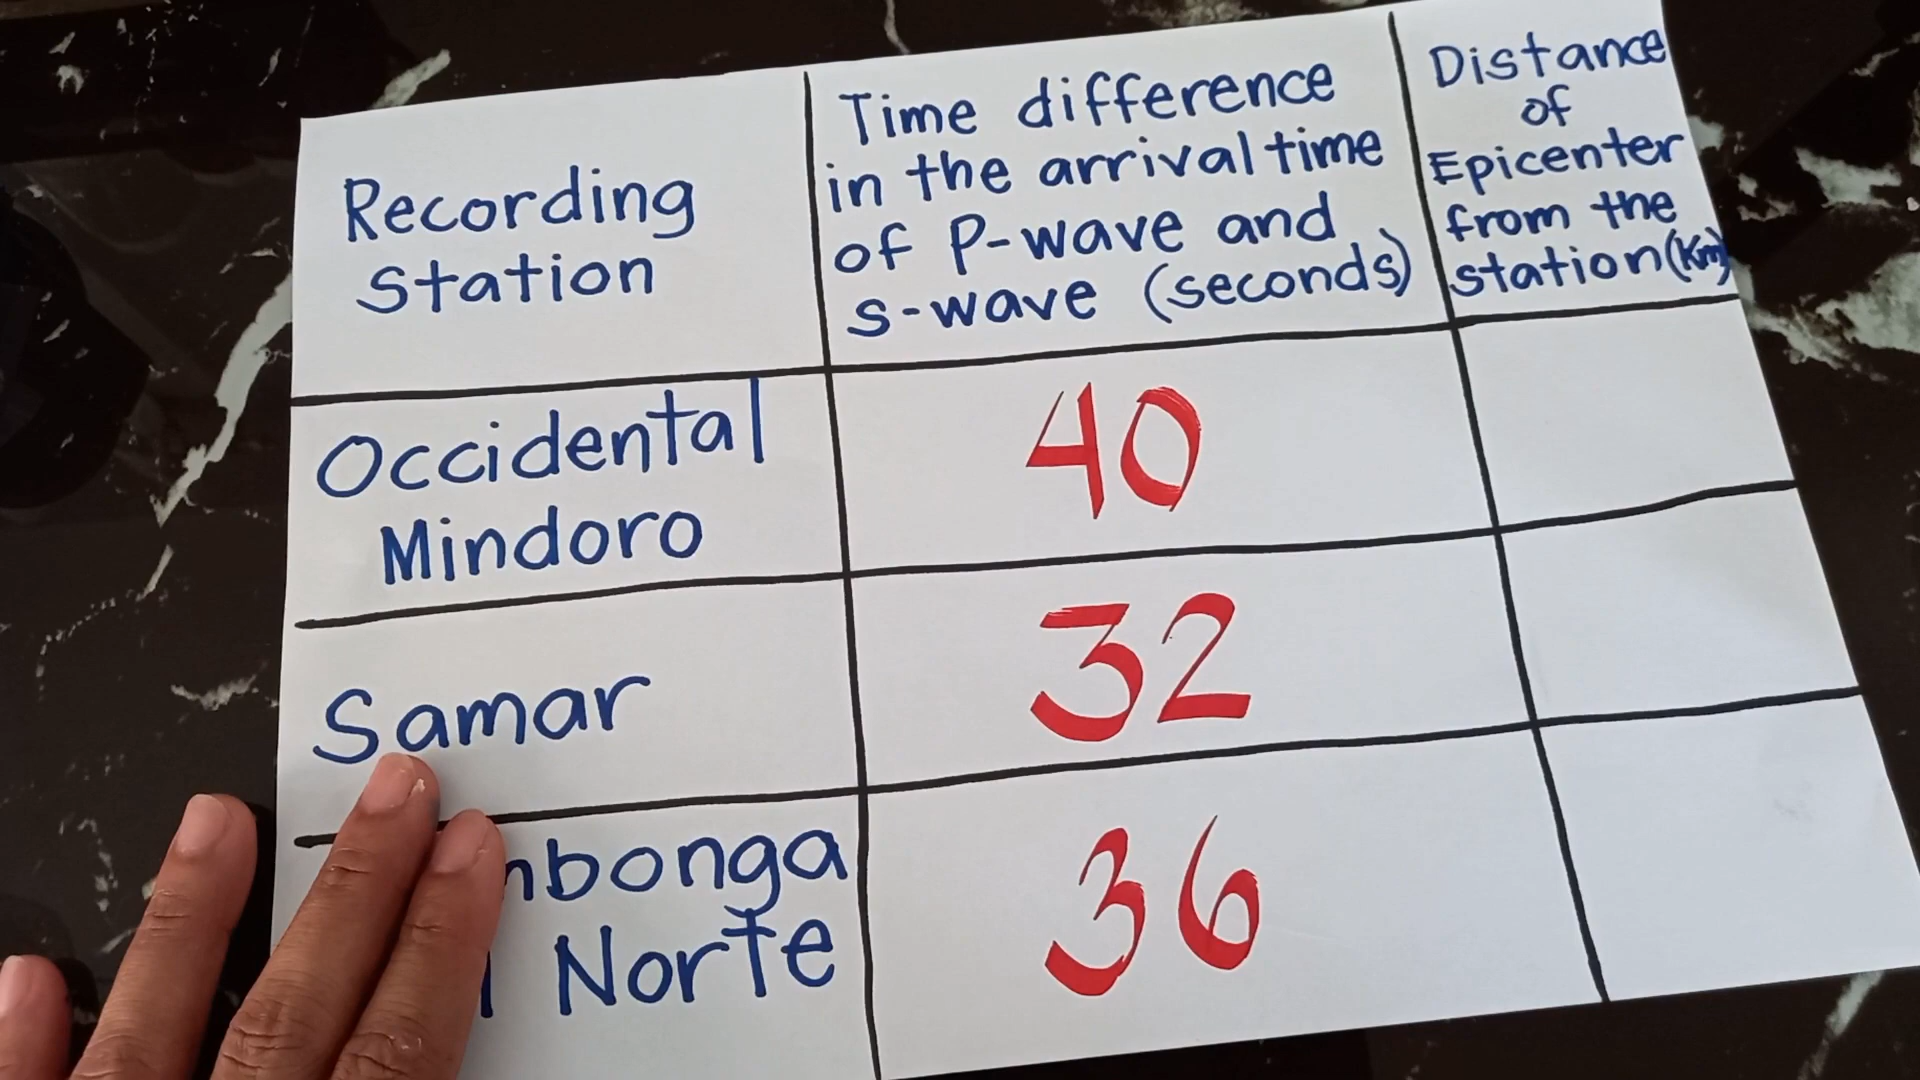 Recording
Station
Time difference
in the arrival time
of P-wave and
S-wave (seconds)
Distance
of
Epicenter
from the
station (Km)
Occidental
Mindoro
40
Samar
32
Norte
36